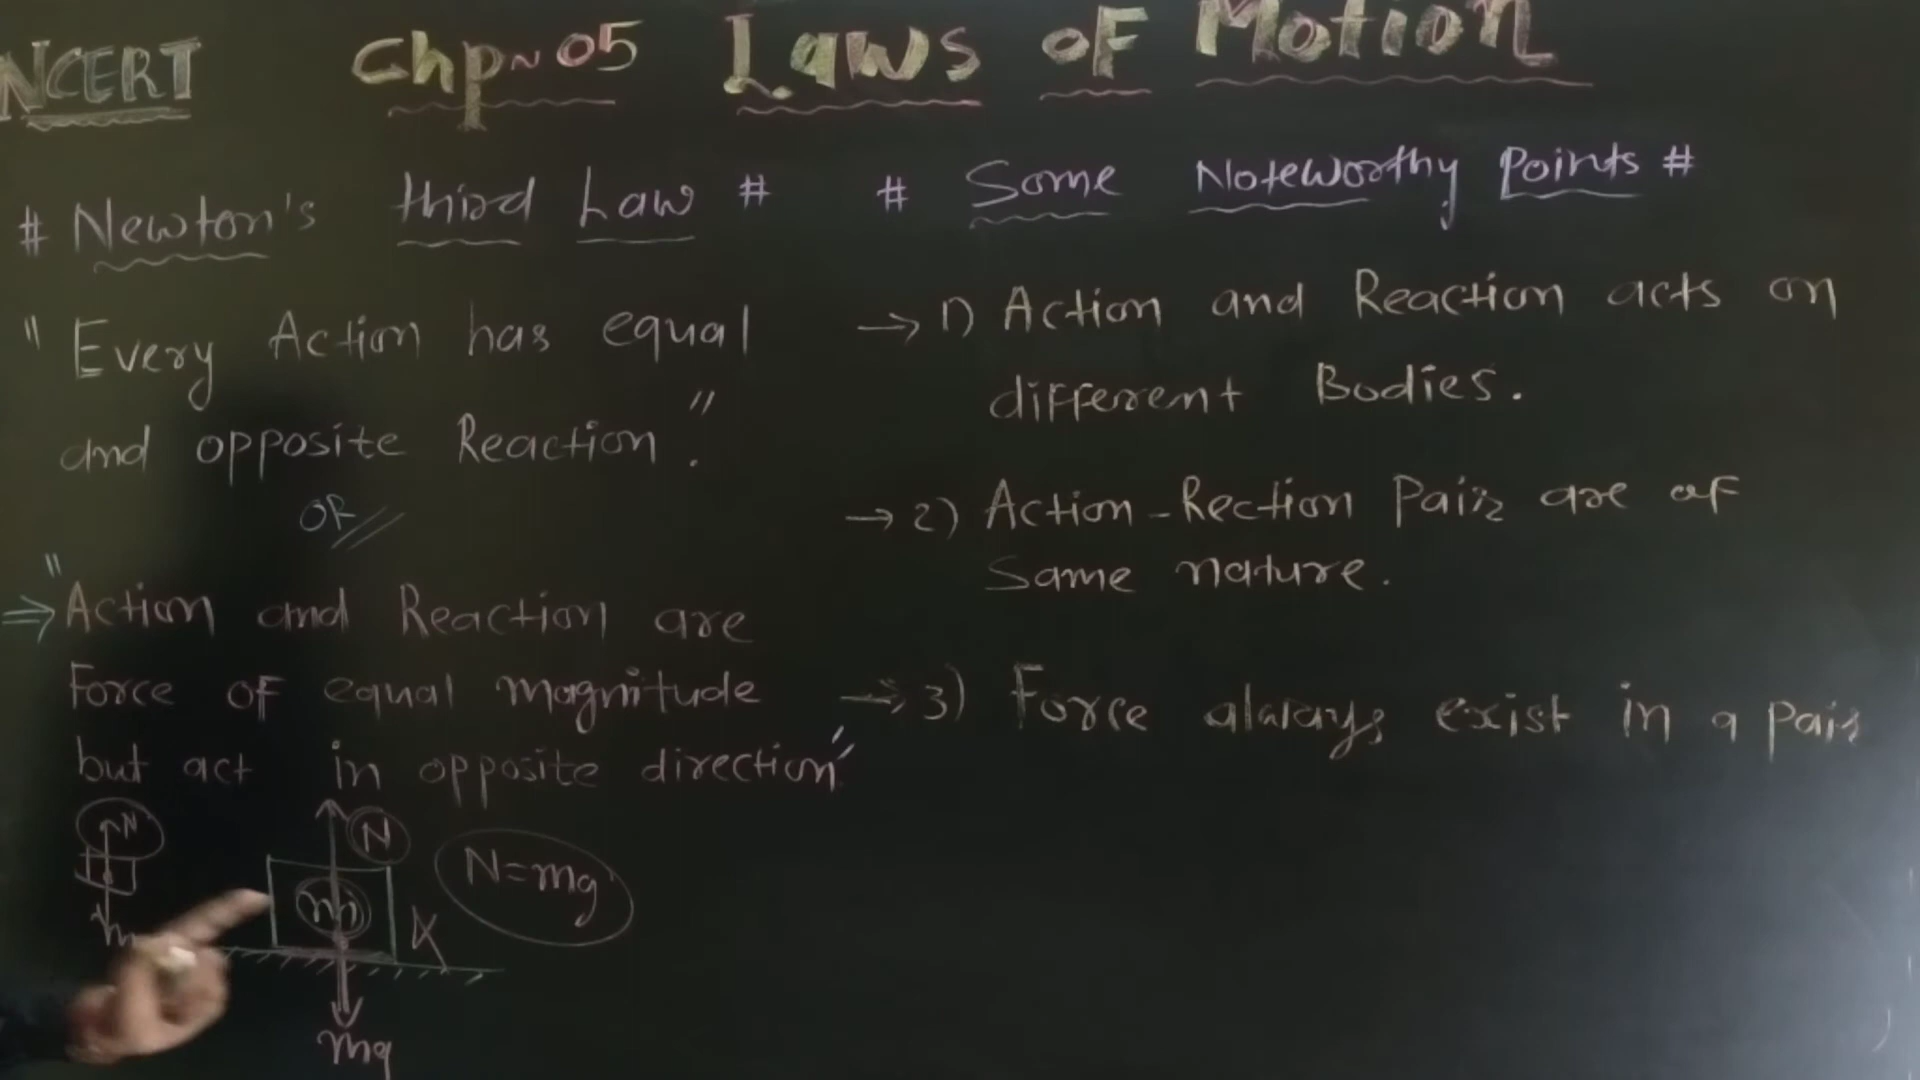 NCERT Chp~05 Laws of Motion
# Newton's third Law #
"Every Action has equal
and opposite Reaction."
OR//
"
⇒ Action and Reaction are
Force of equal magnitude
but act in opposite direction"
N
N
m
N=mg
mg
# Some Noteworthy Points #
→ 1) Action and Reaction acts on
different Bodies.
→ 2) Action-Rection Pair are of
Same nature.
→ 3) Force always exist in a pair